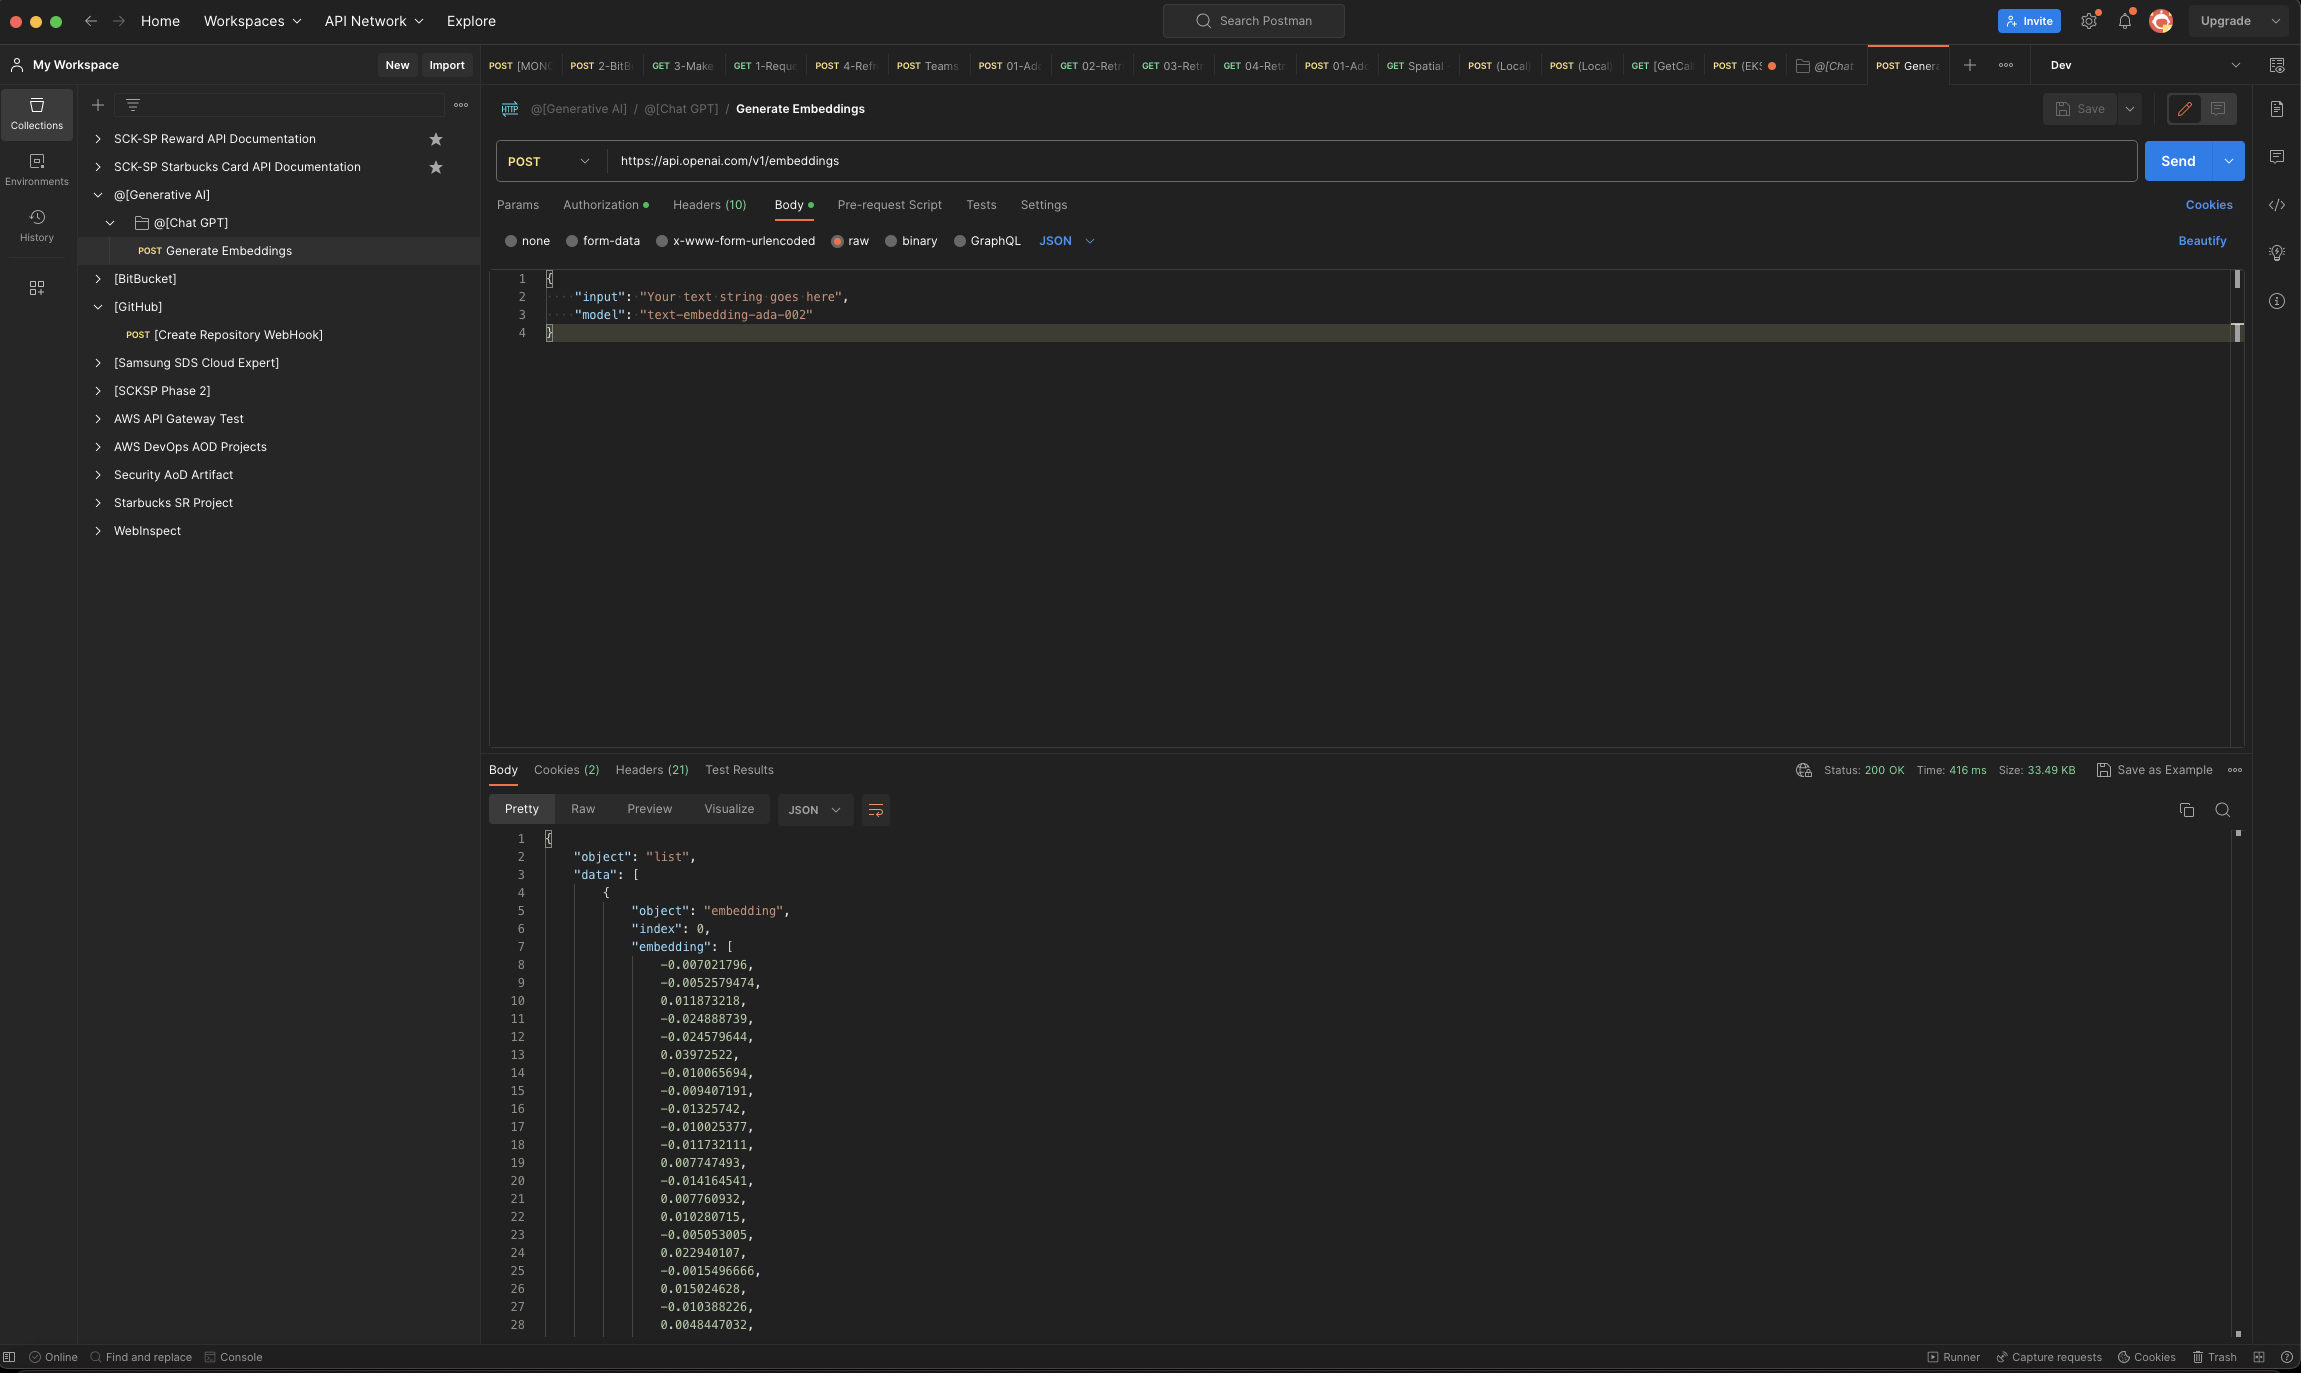 Home Workspaces API Network Explore Search Postman Invite Upgrade
My Workspace New Import
POST [MON POST 2-BitB GET 3-Make GET 1-Reque POST 4-Refr POST Teams POST 01-Add GET 02-Retr GET 03-Retr GET 04-Retr POST 01-Add GET Spatial POST (Local) POST (Local) GET [GetCal POST (EKS @[Chat POST Genera Dev
Collections
Environments
History
SCK-SP Reward API Documentation
SCK-SP Starbucks Card API Documentation
@[Generative AI]
@[Chat GPT]
POST Generate Embeddings
[BitBucket]
[GitHub]
POST [Create Repository WebHook]
[Samsung SDS Cloud Expert]
[SCKSP Phase 2]
AWS API Gateway Test
AWS DevOps AOD Projects
Security AoD Artifact
Starbucks SR Project
WebInspect
HTTP @[Generative AI] / @[Chat GPT] / Generate Embeddings Save
POST https://api.openai.com/v1/embeddings Send
Params Authorization Headers (10) Body Pre-request Script Tests Settings Cookies
none form-data x-www-form-urlencoded raw binary GraphQL JSON Beautify
1 {
2 "input": "Your text string goes here",
3 "model": "text-embedding-ada-002"
4 }
Body Cookies (2) Headers (21) Test Results Status: 200 OK Time: 416 ms Size: 33.49 KB Save as Example
Pretty Raw Preview Visualize JSON
1 {
2 "object": "list",
3 "data": [
4 {
5 "object": "embedding",
6 "index": 0,
7 "embedding": [
8 -0.007021796,
9 -0.0052579474,
10 0.011873218,
11 -0.024888739,
12 -0.024579644,
13 0.03972522,
14 -0.010065694,
15 -0.009407191,
16 -0.01325742,
17 -0.010025377,
18 -0.011732111,
19 0.007747493,
20 -0.014164541,
21 0.007760932,
22 0.010280715,
23 -0.005053005,
24 0.022940107,
25 -0.0015496666,
26 0.015024628,
27 -0.010388226,
28 0.0048447032,
Online Find and replace Console Runner Capture requests Cookies Trash